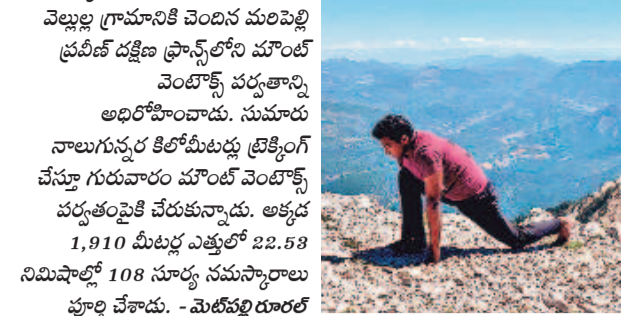 వెల్లుల్ల గ్రామానికి చెందిన మరిపెల్లి
ప్రవీణ్ దక్షిణ ఫ్రాన్స్‌లోని మౌంట్
వెంటౌక్స్ పర్వతాన్ని
అధిరోహించాడు. సుమారు
నాలుగున్నర కిలోమీటర్లు ట్రెక్కింగ్
చేస్తూ గురువారం మౌంట్ వెంటౌక్స్
పర్వతంపైకి చేరుకున్నాడు. అక్కడ
1,910 మీటర్ల ఎత్తులో 22.53
నిమిషాల్లో 108 సూర్య నమస్కారాలు
పూర్తి చేశాడు. - మెట్‌పల్లి రూరల్